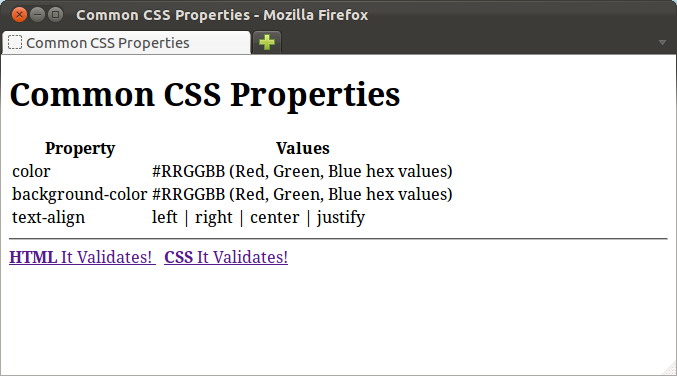 Common CSS Properties - Mozilla Firefox
Common CSS Properties
Common CSS Properties
Property Values
color #RRGGBB (Red, Green, Blue hex values)
background-color #RRGGBB (Red, Green, Blue hex values)
text-align left | right | center | justify
HTML It Validates! CSS It Validates!